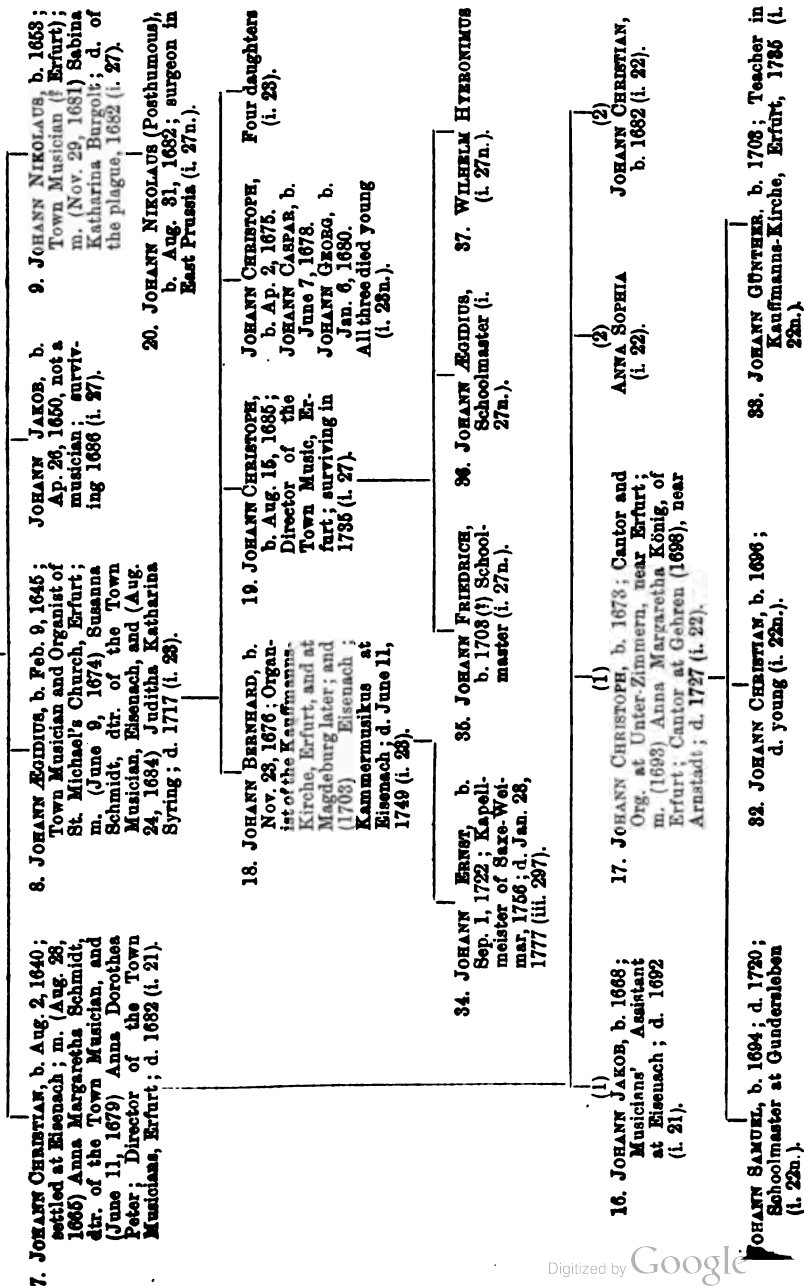 7. JOHANN CHRISTIAN, b. Aug. 2, 1640;
settled at Eisenach; m. (Aug. 28,
1665) Anna Margaretha Schmidt,
dtr. of the Town Musician, and
(June 11, 1679) Anna Dorothea
Peter; Director of the Town
Musicians, Erfurt; d. 1682 (i. 21).
8. JOHANN ÆGIDIUS, b. Feb. 9, 1645;
Town Musician and Organist of
St. Michael's Church, Erfurt;
m. (June 9, 1674) Susanna
Schmidt, dtr. of the Town
Musician, Eisenach, and (Aug.
24, 1684) Juditha Katharina
Syring; d. 1717 (i. 23).
JOHANN JAKOB, b.
Ap. 26, 1650, not a
musician; surviv-
ing 1686 (i. 27).
9. JOHANN NIKOLAUS, b. 1653;
Town Musician (? Erfurt);
m. (Nov. 29, 1681) Sabina
Katharina Burgolt; d. of
the plague, 1682 (i. 27).
20. JOHANN NIKOLAUS (Posthumous),
b. Aug. 31, 1682; surgeon in
East Prussia (i. 27n.).
18. JOHANN BERNHARD, b.
Nov. 23, 1676; Organ-
ist of the Kauffmanns-
Kirche, Erfurt, and at
Magdeburg later; and
(1703) Eisenach;
Kammermusikus at
Eisenach; d. June 11,
1749 (i. 23).
19. JOHANN CHRISTOPH,
b. Aug. 15, 1685;
Director of the
Town Music, Er-
furt; surviving in
1735 (i. 27).
JOHANN CHRISTOPH,
b. Ap. 2, 1675.
JOHANN CASPAR, b.
June 7, 1678.
JOHANN GEORG, b.
Jan. 6, 1680.
All three died young
(i. 23n.).
Four daughters
(i. 23).
34. JOHANN ERNST, b.
Sep. 1, 1722; Kapell-
meister of Saxe-Wei-
mar, 1756; d. Jan. 28,
1777 (iii. 297).
35. JOHANN FRIEDRICH,
b. 1703 (?) School-
master (i. 27n.).
36. JOHANN ÆGIDIUS,
Schoolmaster (i.
27n.).
37. WILHELM HYERONIMUS
(i. 27n.).
(1)
(1)
(2)
(2)
16. JOHANN JAKOB, b. 1668;
Musicians' Assistant
at Eisenach; d. 1692
(i. 21).
17. JOHANN CHRISTOPH, b. 1673; Cantor and
Org. at Unter-Zimmern, near Erfurt;
m. (1693) Anna Margaretha König, of
Erfurt; Cantor at Gehren (1698), near
Arnstadt; d. 1727 (i. 22).
ANNA SOPHIA
(i. 22).
JOHANN CHRISTIAN,
b. 1682 (i. 22).
JOHANN SAMUEL, b. 1694; d. 1720;
Schoolmaster at Gundersleben
(i. 22n.).
32. JOHANN CHRISTIAN, b. 1696;
d. young (i. 22n.).
33. JOHANN GÜNTHER, b. 1703; Teacher in
Kauffmanns-Kirche, Erfurt, 1735 (i.
22n.).
Digitized by Google